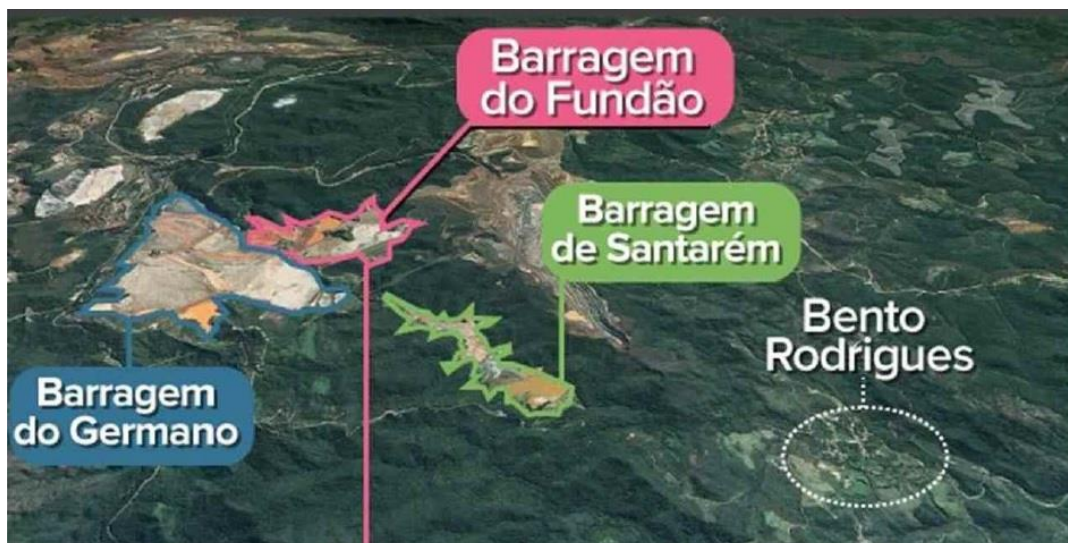 Barragem
do Fundão
Barragem
de Santarém
Bento
Rodrigues
Barragem
do Germano